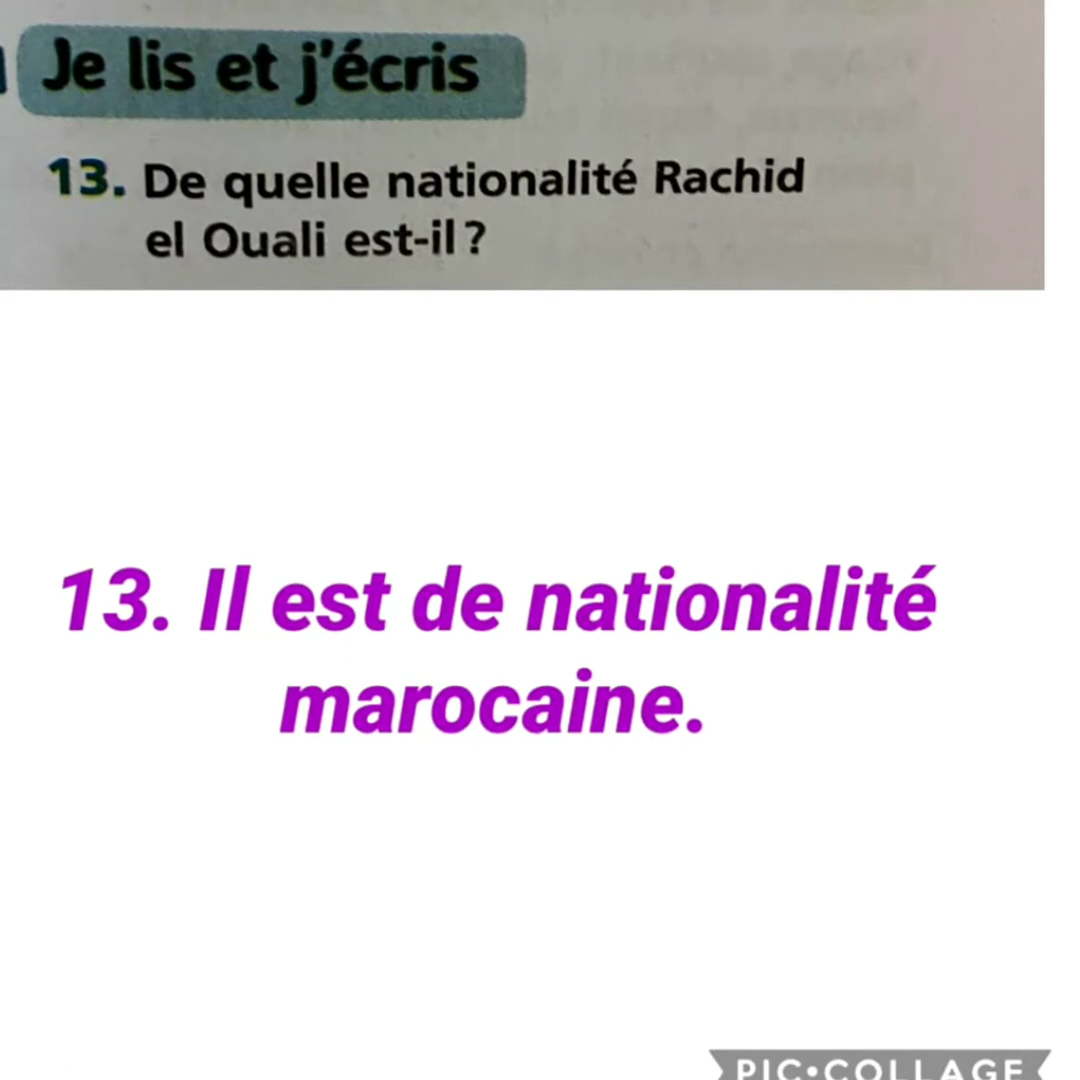 Je lis et j'écris
13. De quelle nationalité Rachid
el Ouali est-il ?
13. Il est de nationalité
marocaine.
PIC•COLLAGE